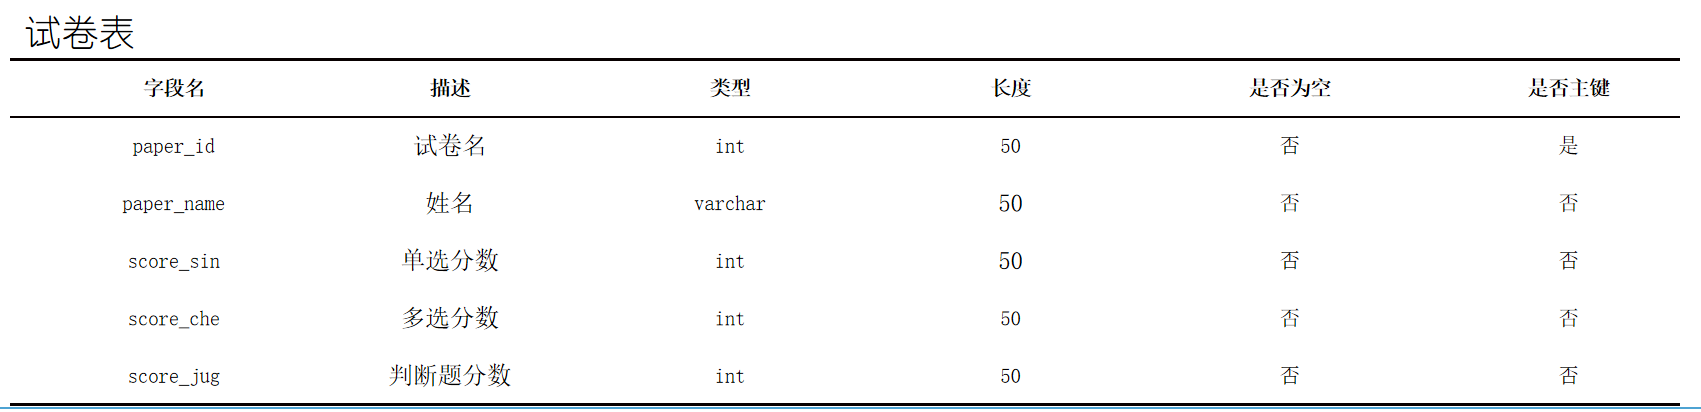 试卷表
字段名 描述 类型 长度 是否为空 是否主键
paper_id 试卷名 int 50 否 是
paper_name 姓名 varchar 50 否 否
score_sin 单选分数 int 50 否 否
score_che 多选分数 int 50 否 否
score_jug 判断题分数 int 50 否 否